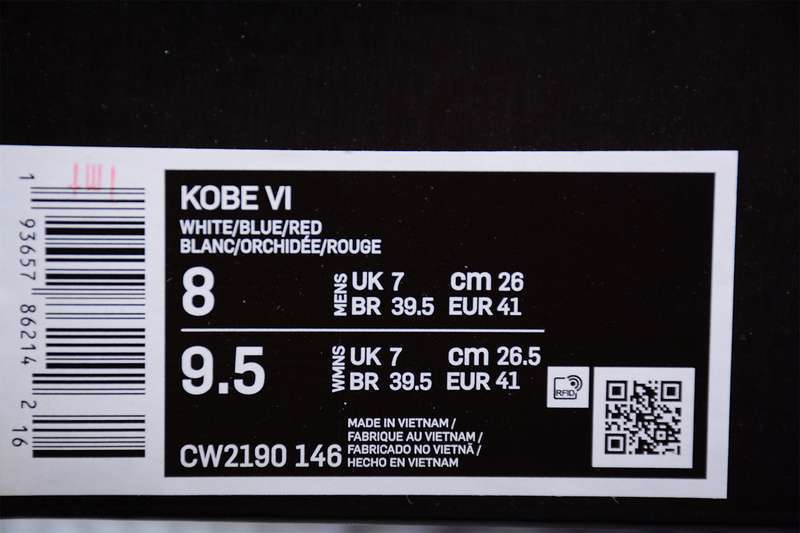 KOBE VI
WHITE/BLUE/RED
BLANC/ORCHIDÉE/ROUGE
8
MENS
UK 7 cm 26
BR 39.5 EUR 41
9.5
WMNS
UK 7 cm 26.5
BR 39.5 EUR 41
CW2190 146
MADE IN VIETNAM /
FABRIQUE AU VIETNAM /
FABRICADO NO VIETNÃ /
HECHO EN VIETNAM
RFID
1 93657 86214 2 16